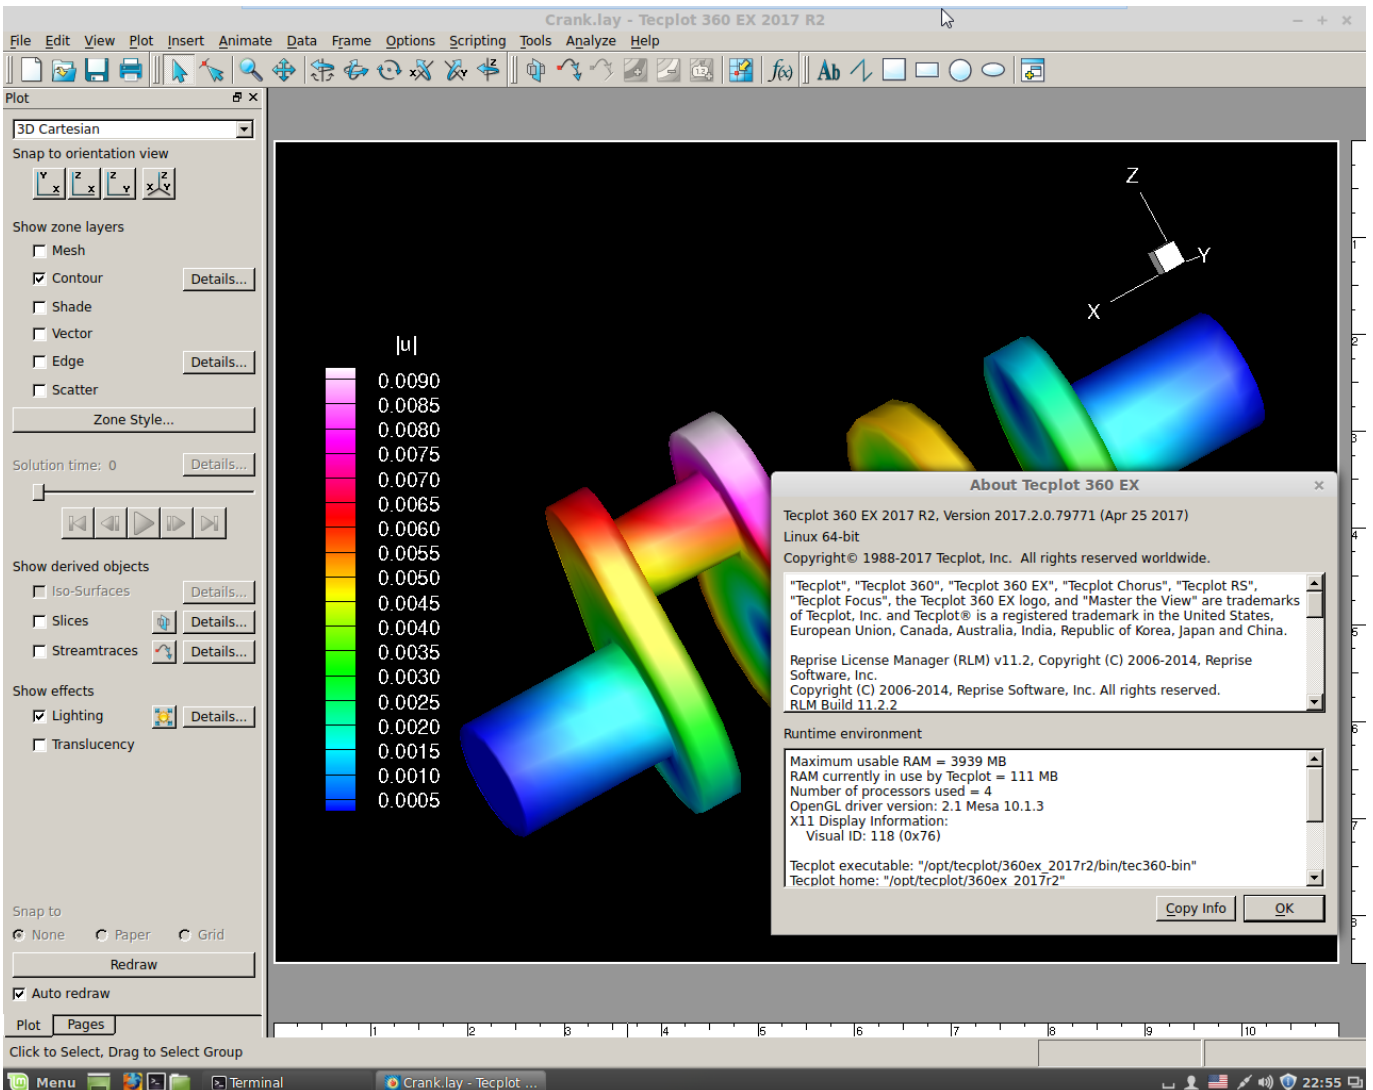 Crank.lay - Tecplot 360 EX 2017 R2
File Edit View Plot Insert Animate Data Frame Options Scripting Tools Analyze Help
Plot
3D Cartesian
Snap to orientation view
Show zone layers
Mesh
Contour Details...
Shade
Vector
Edge Details...
Scatter
Zone Style...
Solution time: 0 Details...
Show derived objects
Iso-Surfaces Details...
Slices Details...
Streamtraces Details...
Show effects
Lighting Details...
Translucency
Snap to
None Paper Grid
Redraw
Auto redraw
Plot Pages
Click to Select, Drag to Select Group
Z
Y
X
|u|
0.0090
0.0085
0.0080
0.0075
0.0070
0.0065
0.0060
0.0055
0.0050
0.0045
0.0040
0.0035
0.0030
0.0025
0.0020
0.0015
0.0010
0.0005
About Tecplot 360 EX
Tecplot 360 EX 2017 R2, Version 2017.2.0.79771 (Apr 25 2017)
Linux 64-bit
Copyright© 1988-2017 Tecplot, Inc. All rights reserved worldwide.
"Tecplot", "Tecplot 360", "Tecplot 360 EX", "Tecplot Chorus", "Tecplot RS",
"Tecplot Focus", the Tecplot 360 EX logo, and "Master the View" are trademarks
of Tecplot, Inc. and Tecplot® is a registered trademark in the United States,
European Union, Canada, Australia, India, Republic of Korea, Japan and China.
Reprise License Manager (RLM) v11.2, Copyright (C) 2006-2014, Reprise
Software, Inc.
Copyright (C) 2006-2014, Reprise Software, Inc. All rights reserved.
RLM Build 11.2.2
Runtime environment
Maximum usable RAM = 3939 MB
RAM currently in use by Tecplot = 111 MB
Number of processors used = 4
OpenGL driver version: 2.1 Mesa 10.1.3
X11 Display Information:
Visual ID: 118 (0x76)
Tecplot executable: "/opt/tecplot/360ex_2017r2/bin/tec360-bin"
Tecplot home: "/opt/tecplot/360ex_2017r2"
Copy Info OK
1
2
3
4
5
6
7
8
1 2 3 4 5 6 7 8 9 10
Menu Terminal Crank.lay - Tecplot ... 22:55